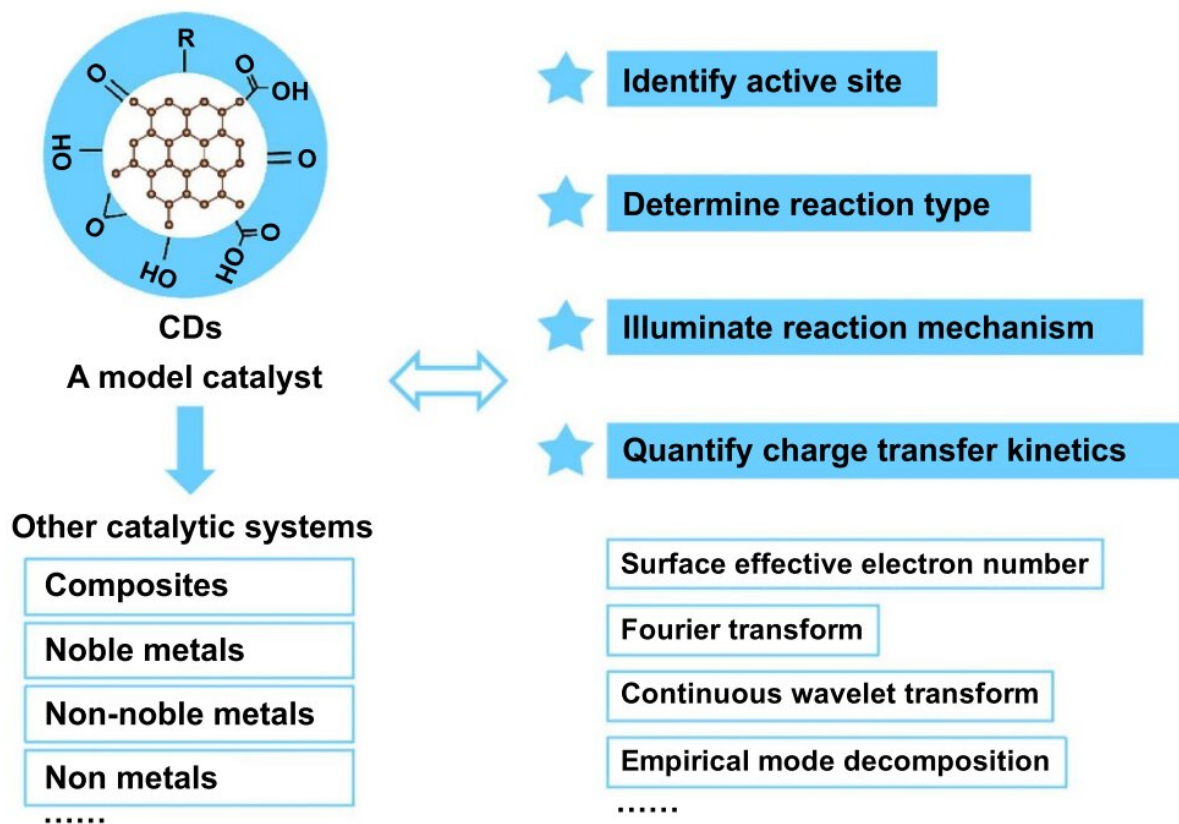 R
O
O
OH
OH
O
O
O
HO
HO
CDs
A model catalyst
Other catalytic systems
Composites
Noble metals
Non-noble metals
Non metals
......
Identify active site
Determine reaction type
Illuminate reaction mechanism
Quantify charge transfer kinetics
Surface effective electron number
Fourier transform
Continuous wavelet transform
Empirical mode decomposition
......